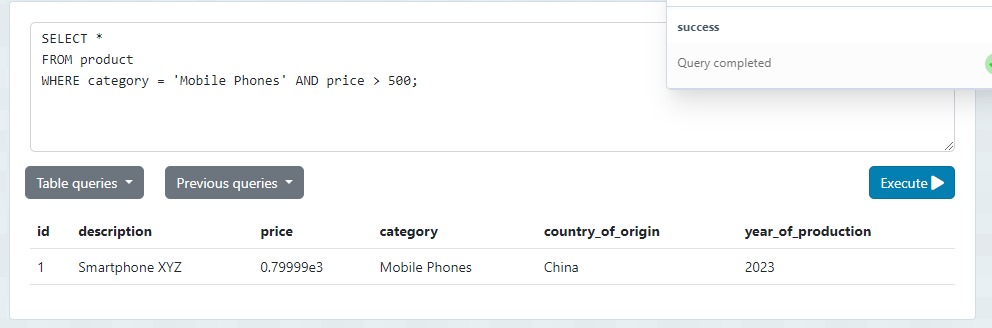 SELECT *
FROM product
WHERE category = 'Mobile Phones' AND price > 500;
success
Query completed
Table queries
Previous queries
Execute
id description price category country_of_origin year_of_production
1 Smartphone XYZ 0.79999e3 Mobile Phones China 2023